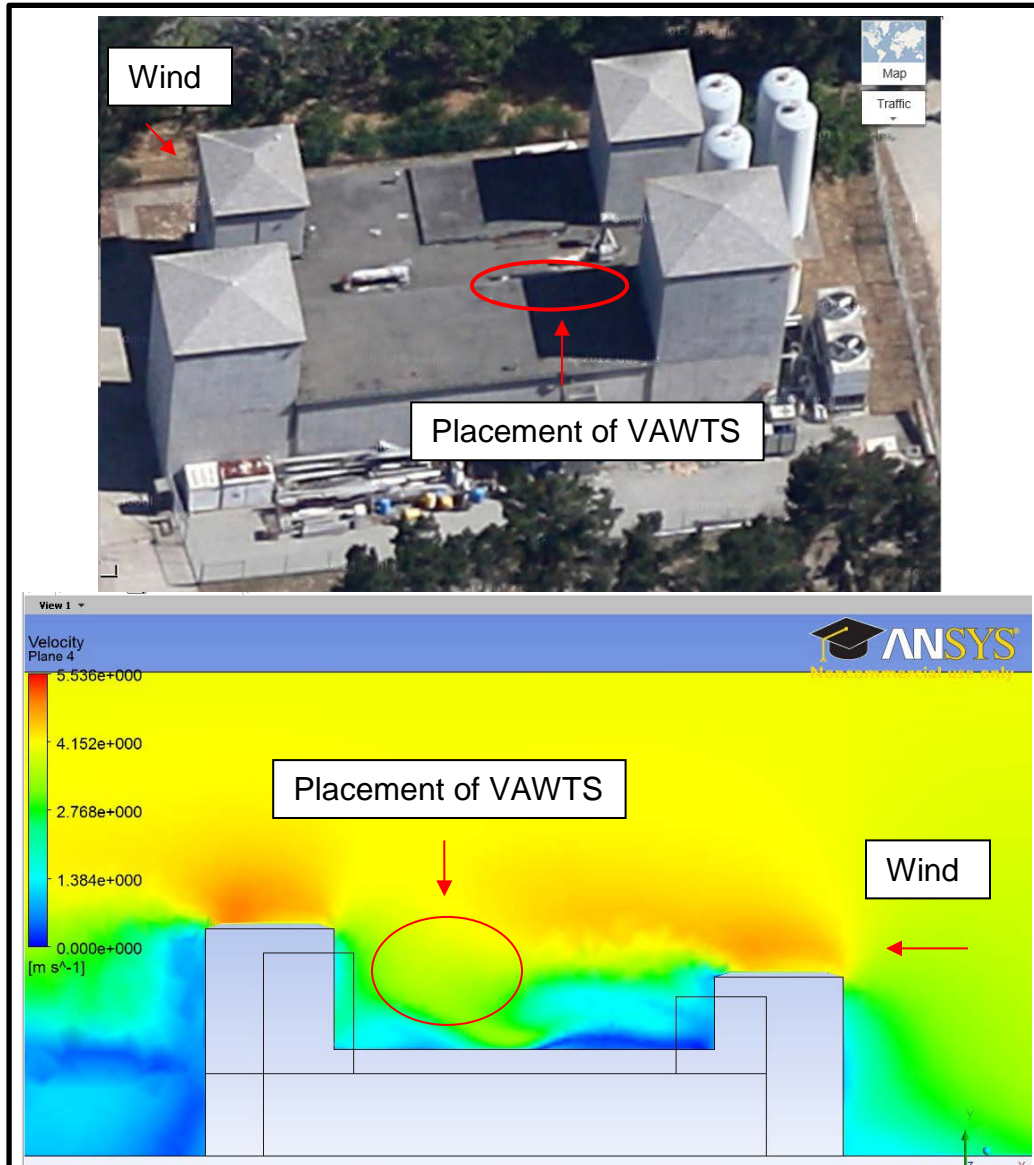 Wind
Map
Traffic
Placement of VAWTS
View 1
Velocity
Plane 4
ANSYS
Noncommercial use only
5.536e+000
4.152e+000
2.768e+000
1.384e+000
0.000e+000
[m s^-1]
Placement of VAWTS
Wind
Y
Z